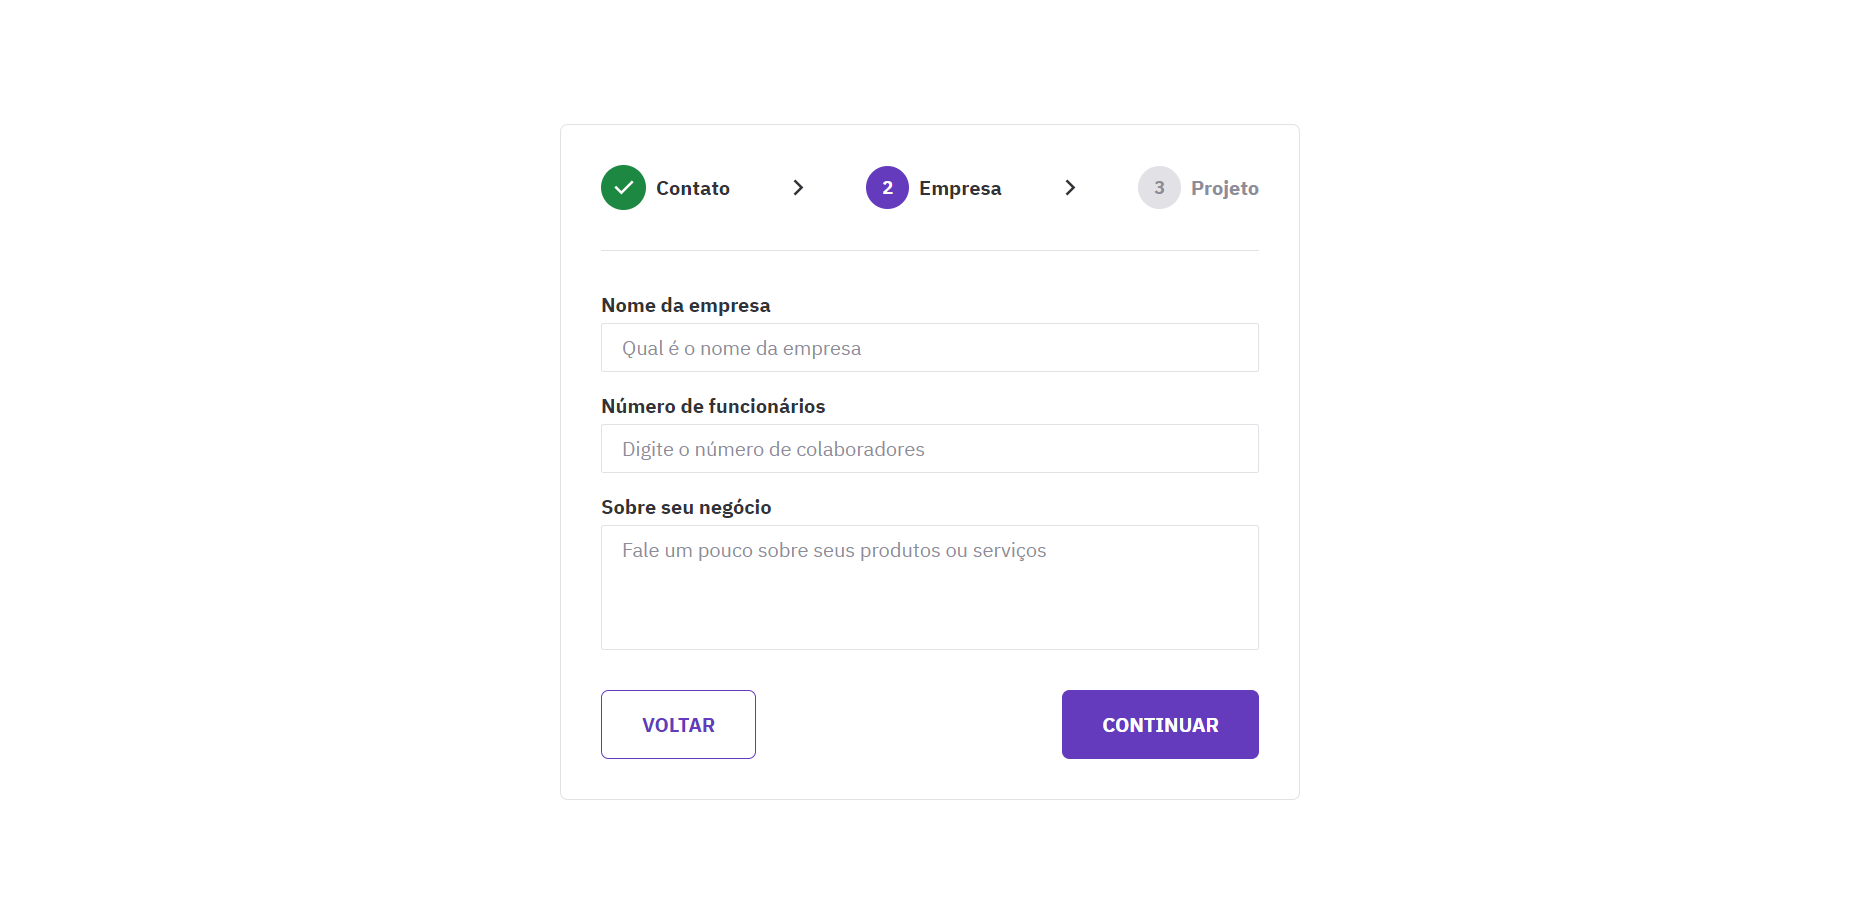 Contato
2 Empresa
3 Projeto
Nome da empresa
Qual é o nome da empresa
Número de funcionários
Digite o número de colaboradores
Sobre seu negócio
Fale um pouco sobre seus produtos ou serviços
VOLTAR
CONTINUAR